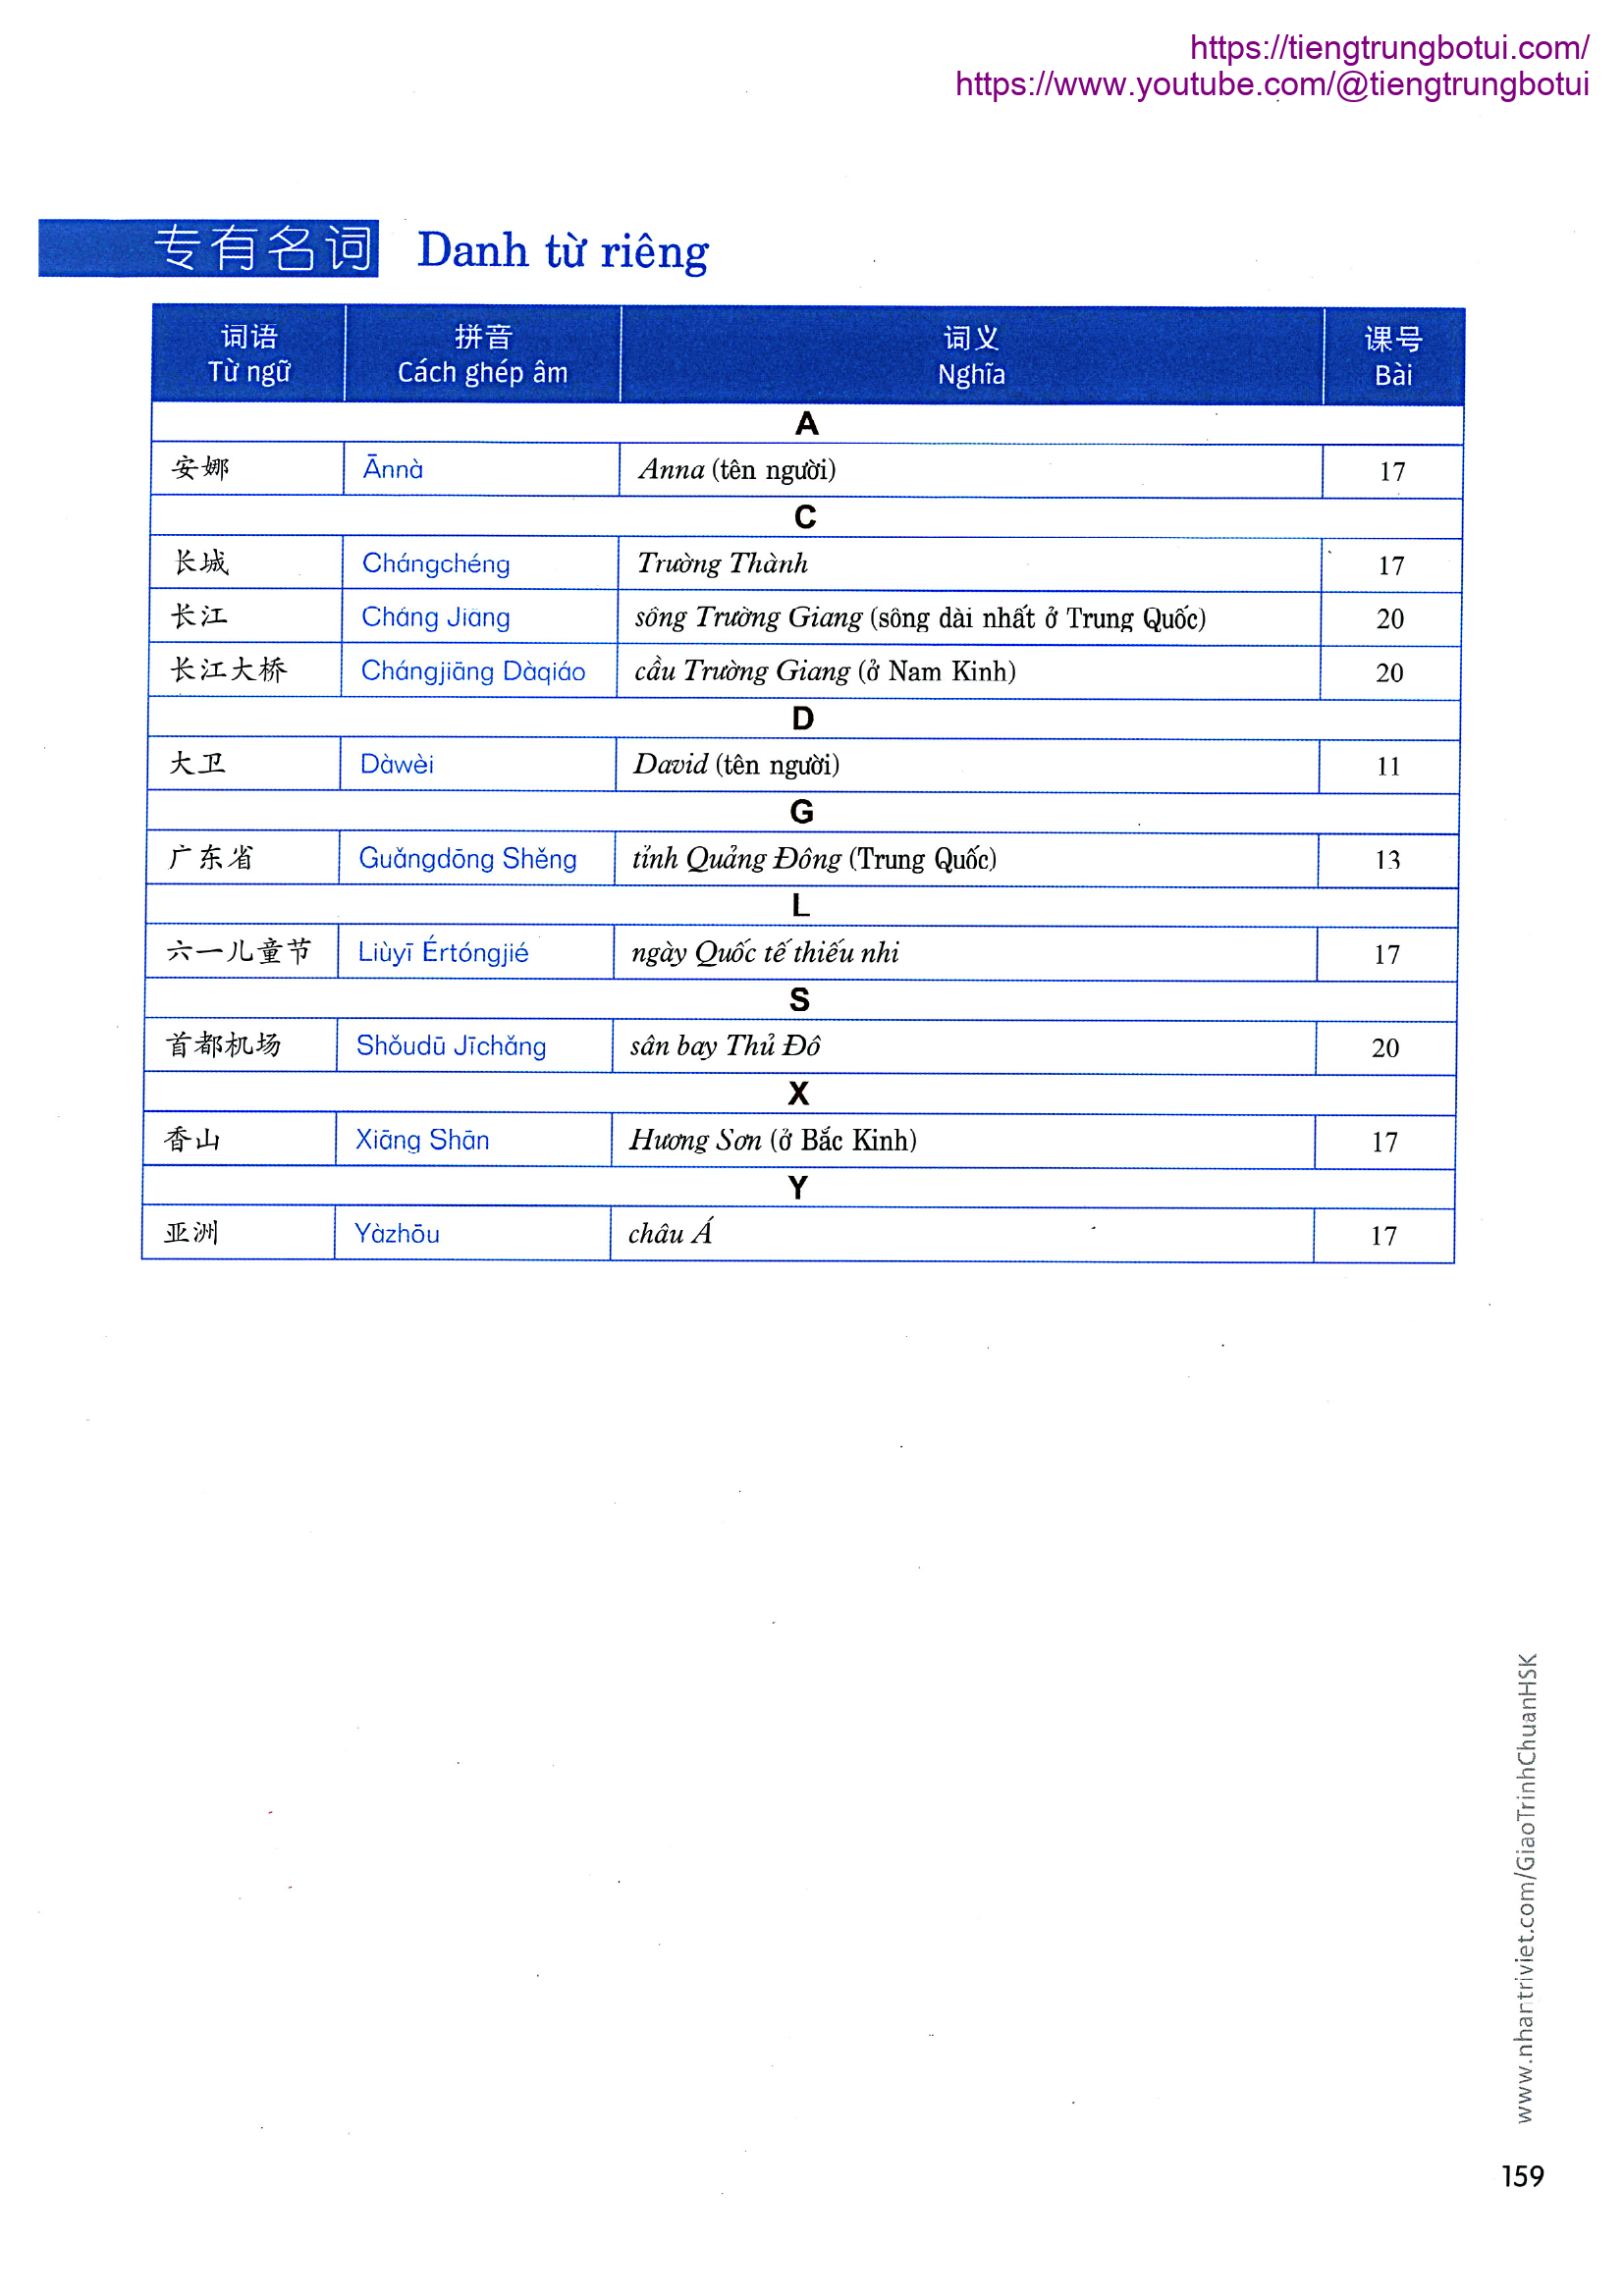 https://tiengtrungbotui.com/
https://www.youtube.com/@tiengtrungbotui
专有名词 Danh từ riêng
词语 拼音 词义 课号
Từ ngữ Cách ghép âm Nghĩa Bài
A
安娜 Ānnà Anna (tên người) 17
C
长城 Chángchéng Trường Thành 17
长江 Cháng Jiāng sông Trường Giang (sông dài nhất ở Trung Quốc) 20
长江大桥 Chángjiāng Dàqiáo cầu Trường Giang (ở Nam Kinh) 20
D
大卫 Dàwèi David (tên người) 11
G
广东省 Guǎngdōng Shěng tỉnh Quảng Đông (Trung Quốc) 13
L
六一儿童节 Liùyī Értóngjié ngày Quốc tế thiếu nhi 17
S
首都机场 Shǒudū Jīchǎng sân bay Thủ Đô 20
X
香山 Xiāng Shān Hương Sơn (ở Bắc Kinh) 17
Y
亚洲 Yàzhōu châu Á 17
www.nhantriviet.com/GiaoTrinhChuanHSK
159